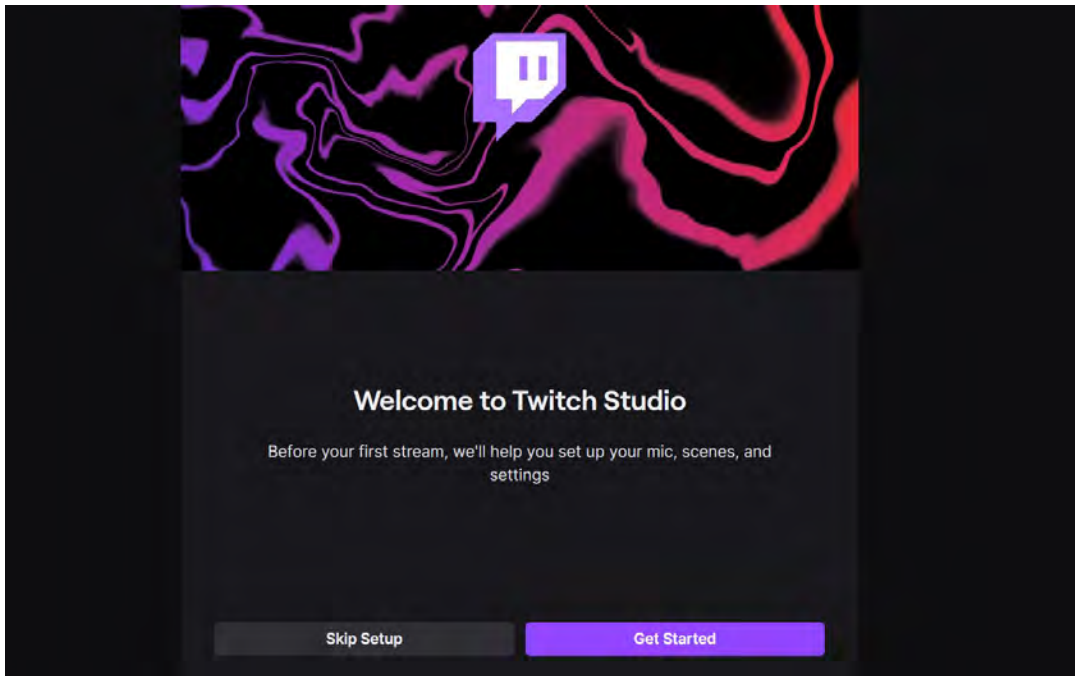 Welcome to Twitch Studio
Before your first stream, we'll help you set up your mic, scenes, and
settings
Skip Setup
Get Started